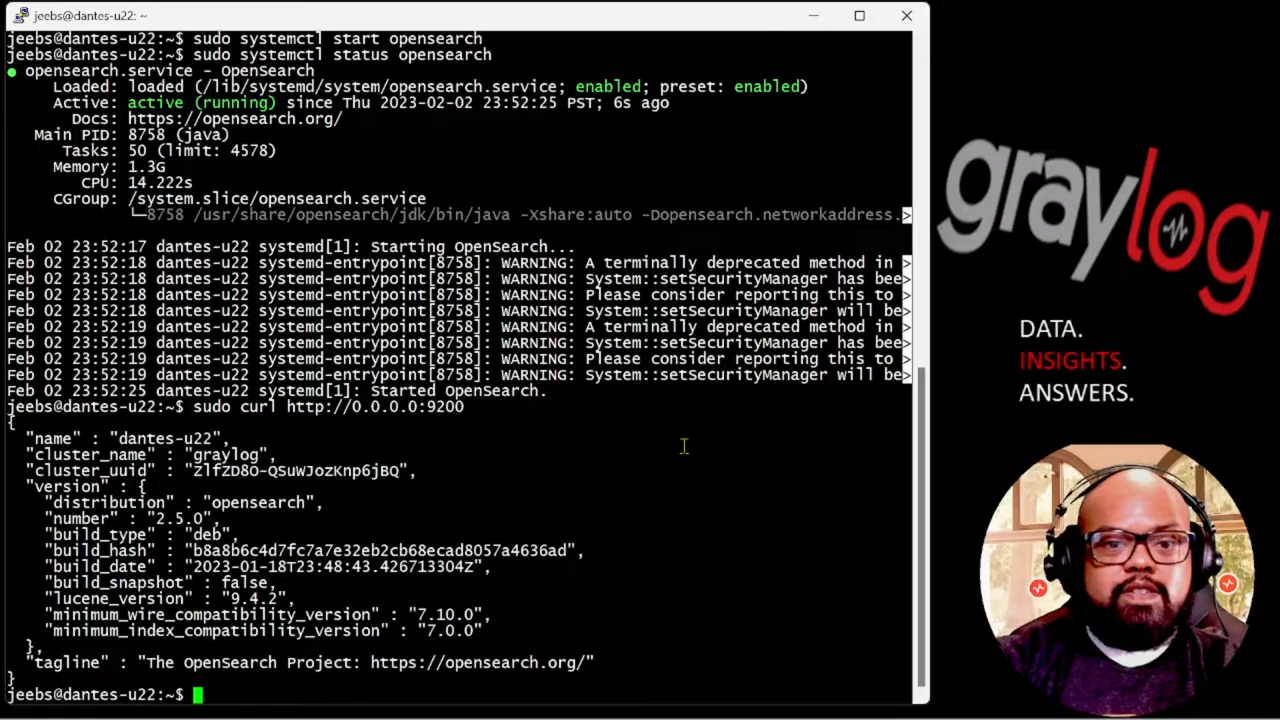 jeebs@dantes-u22: ~
jeebs@dantes-u22:~$ sudo systemctl start opensearch
jeebs@dantes-u22:~$ sudo systemctl status opensearch
● opensearch.service - OpenSearch
Loaded: loaded (/lib/systemd/system/opensearch.service; enabled; preset: enabled)
Active: active (running) since Thu 2023-02-02 23:52:25 PST; 6s ago
Docs: https://opensearch.org/
Main PID: 8758 (java)
Tasks: 50 (limit: 4578)
Memory: 1.3G
CPU: 14.222s
CGroup: /system.slice/opensearch.service
└─8758 /usr/share/opensearch/jdk/bin/java -Xshare:auto -Dopensearch.networkaddress.>
Feb 02 23:52:17 dantes-u22 systemd[1]: Starting OpenSearch...
Feb 02 23:52:18 dantes-u22 systemd-entrypoint[8758]: WARNING: A terminally deprecated method in >
Feb 02 23:52:18 dantes-u22 systemd-entrypoint[8758]: WARNING: System::setSecurityManager has bee>
Feb 02 23:52:18 dantes-u22 systemd-entrypoint[8758]: WARNING: Please consider reporting this to >
Feb 02 23:52:18 dantes-u22 systemd-entrypoint[8758]: WARNING: System::setSecurityManager will be>
Feb 02 23:52:19 dantes-u22 systemd-entrypoint[8758]: WARNING: A terminally deprecated method in >
Feb 02 23:52:19 dantes-u22 systemd-entrypoint[8758]: WARNING: System::setSecurityManager has bee>
Feb 02 23:52:19 dantes-u22 systemd-entrypoint[8758]: WARNING: Please consider reporting this to >
Feb 02 23:52:19 dantes-u22 systemd-entrypoint[8758]: WARNING: System::setSecurityManager will be>
Feb 02 23:52:25 dantes-u22 systemd[1]: Started OpenSearch.
jeebs@dantes-u22:~$ sudo curl http://0.0.0.0:9200
{
"name" : "dantes-u22",
"cluster_name" : "graylog",
"cluster_uuid" : "ZlfZD8O-QSuWJozKnp6jBQ",
"version" : {
"distribution" : "opensearch",
"number" : "2.5.0",
"build_type" : "deb",
"build_hash" : "b8a8b6c4d7fc7a7e32eb2cb68ecad8057a4636ad",
"build_date" : "2023-01-18T23:48:43.426713304Z",
"build_snapshot" : false,
"lucene_version" : "9.4.2",
"minimum_wire_compatibility_version" : "7.10.0",
"minimum_index_compatibility_version" : "7.0.0"
},
"tagline" : "The OpenSearch Project: https://opensearch.org/"
}
jeebs@dantes-u22:~$
graylog
DATA.
INSIGHTS.
ANSWERS.